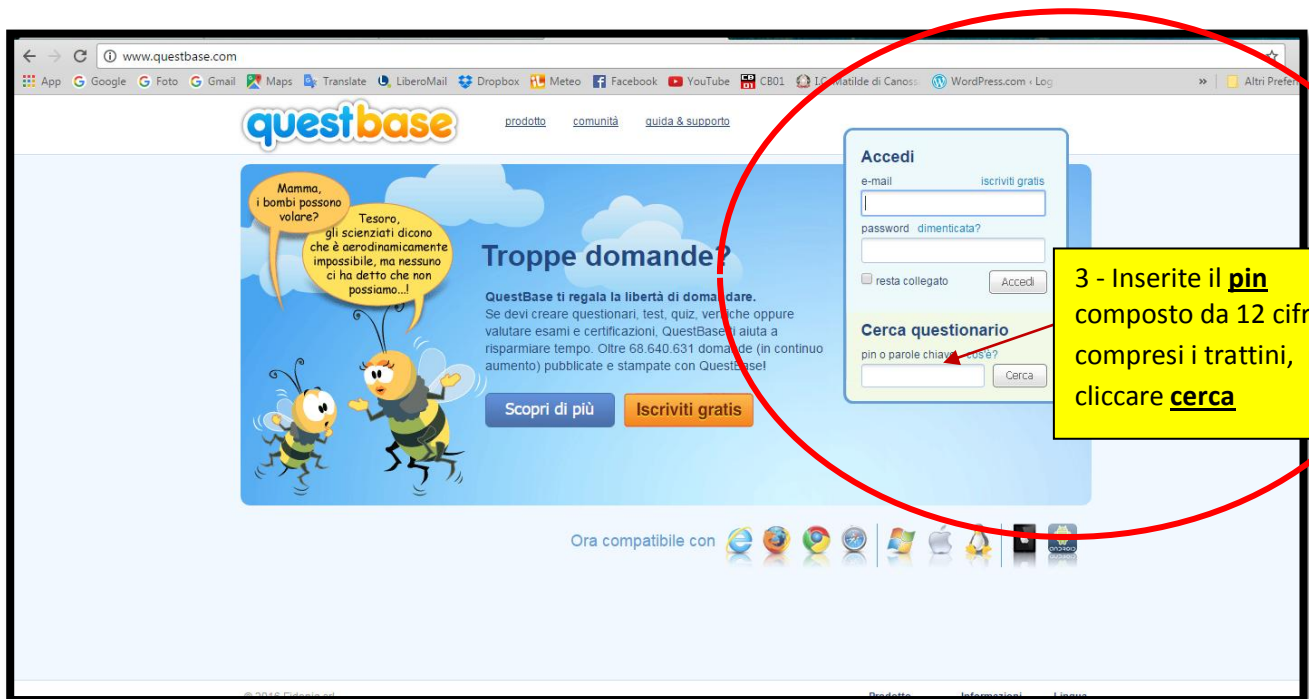 www.questbase.com
App Google Foto Gmail Maps Translate LiberoMail Dropbox Meteo Facebook YouTube CB01 WordPress.com ‹ Log » Altri
questbase prodotto comunità guida & supporto
Accedi
e-mail iscriviti gratis
password dimenticata?
resta collegato Accedi
Cerca questionario
pin o parole chiave
Cerca
Mamma,
i bombi possono
volare?
Tesoro,
gli scienziati dicono
che è aerodinamicamente
impossibile, ma nessuno
ci ha detto che non
possiamo...!
Troppe domande?
QuestBase ti regala la libertà di domandare.
Se devi creare questionari, test, quiz, verifiche oppure
valutare esami e certificazioni, QuestBase ti aiuta a
risparmiare tempo. Oltre 68.640.631 domande (in continuo
aumento) pubblicate e stampate con QuestBase!
Scopri di più Iscriviti gratis
3 - Inserite il pin
composto da 12 cifr
compresi i trattini,
cliccare cerca
Ora compatibile con